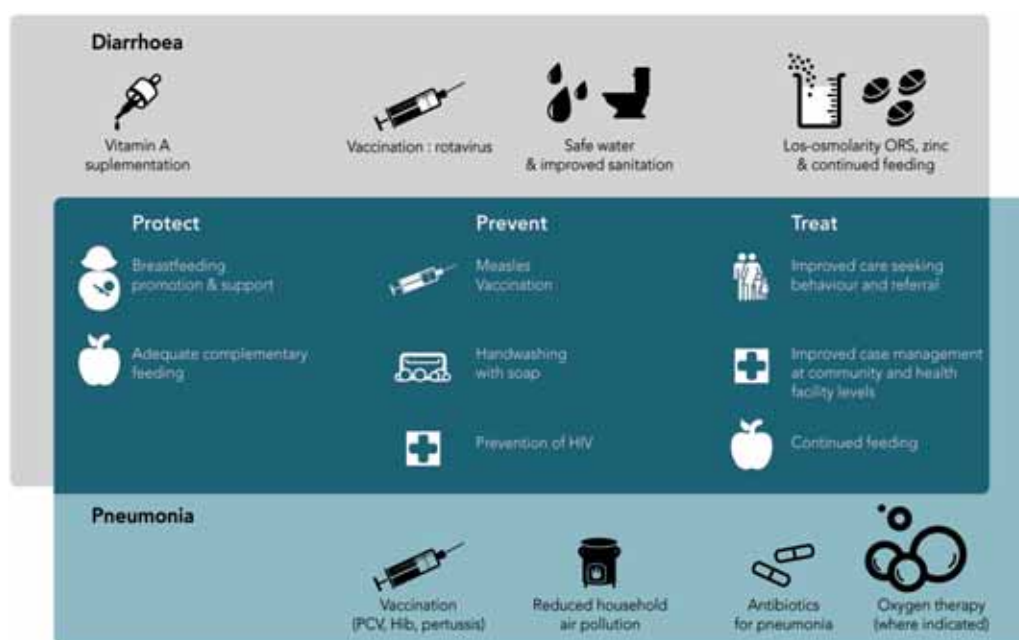 Diarrhoea
Vitamin A
suplementation
Vaccination : rotavirus
Safe water
& improved sanitation
Los-osmolarity ORS, zinc
& continued feeding
Protect
Prevent
Treat
Breastfeeding
promotion & support
Measles
Vaccination
Improved care seeking
behaviour and referral
Adequate complementary
feeding
Handwashing
with soap
Improved case management
at community and health
facility levels
Prevention of HIV
Continued feeding
Pneumonia
Vaccination
(PCV, Hib, pertussis)
Reduced household
air pollution
Antibiotics
for pneumonia
Oxygen therapy
(where indicated)